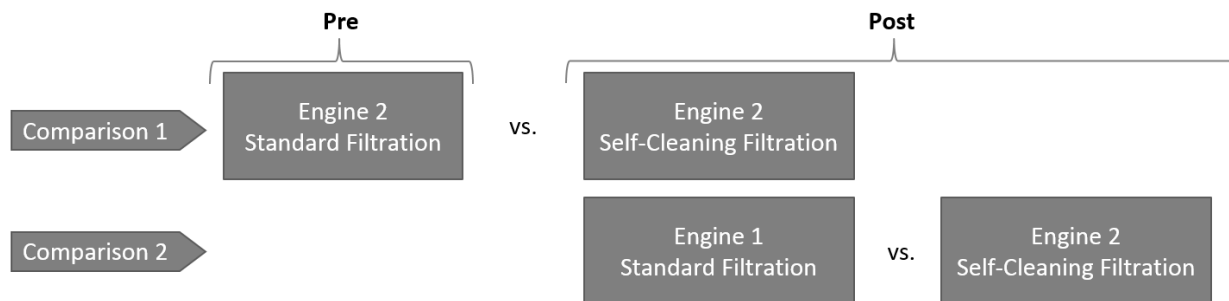 Pre
Post
Comparison 1
Engine 2
Standard Filtration
vs.
Engine 2
Self-Cleaning Filtration
Comparison 2
Engine 1
Standard Filtration
vs.
Engine 2
Self-Cleaning Filtration